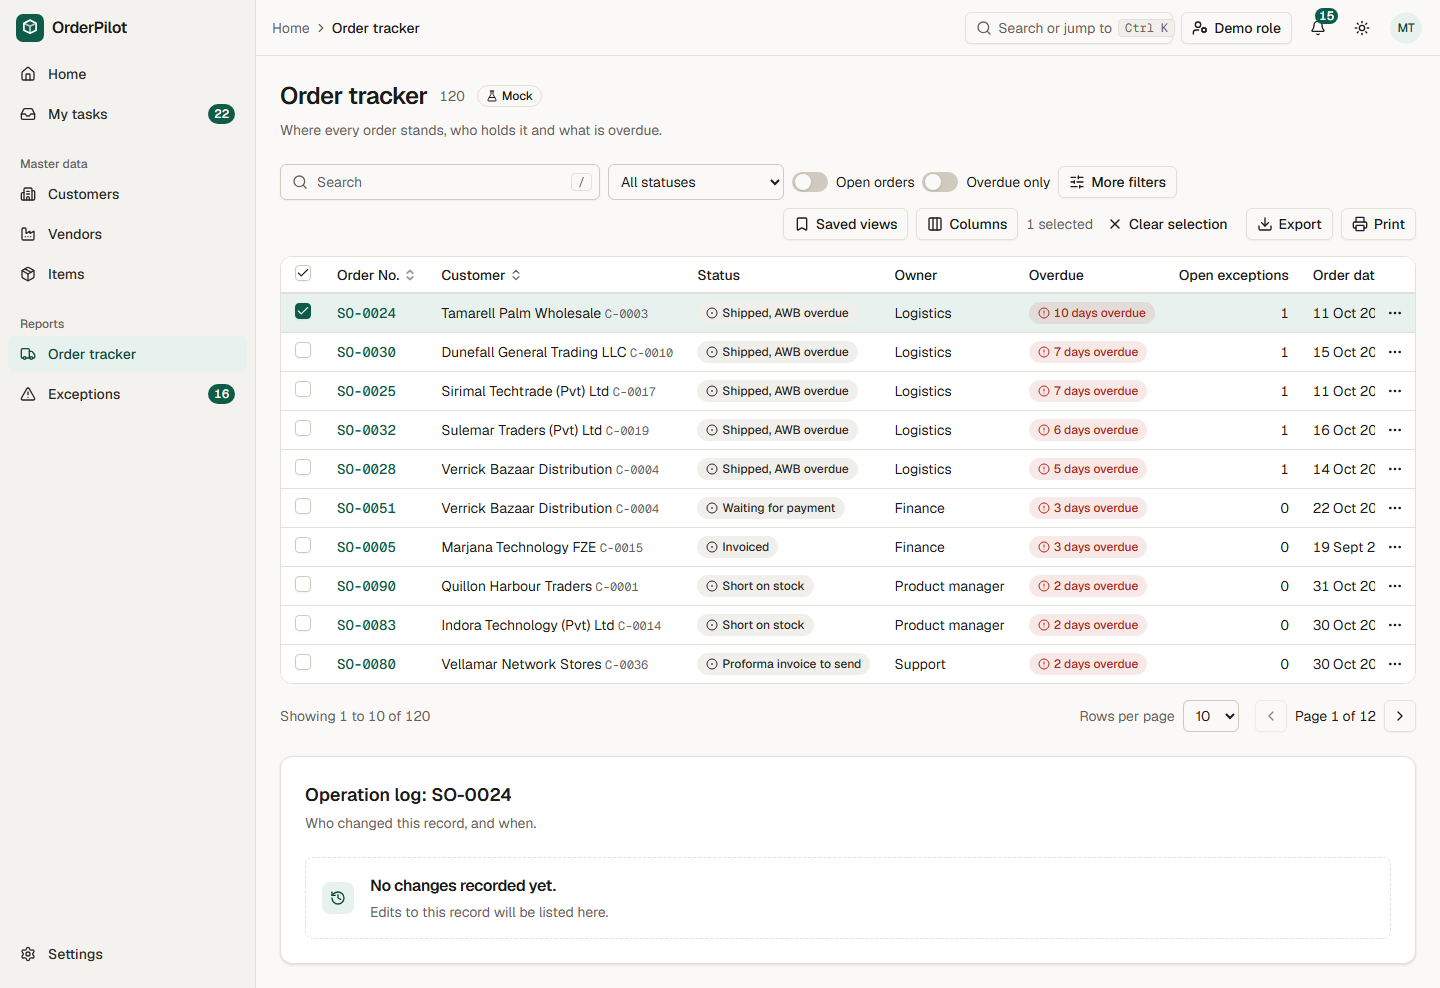 OrderPilot
Home
My tasks 22
Master data
Customers
Vendors
Items
Reports
Order tracker
Exceptions 16
Settings
Home > Order tracker
Search or jump to Ctrl K
Demo role
15
MT
Order tracker 120 Mock
Where every order stands, who holds it and what is overdue.
Search /
All statuses
Open orders
Overdue only
More filters
Saved views
Columns
1 selected
Clear selection
Export
Print
Order No. Customer Status Owner Overdue Open exceptions Order dat
SO-0024 Tamarell Palm Wholesale C-0003 Shipped, AWB overdue Logistics 10 days overdue 1 11 Oct 20
SO-0030 Dunefall General Trading LLC C-0010 Shipped, AWB overdue Logistics 7 days overdue 1 15 Oct 20
SO-0025 Sirimal Techtrade (Pvt) Ltd C-0017 Shipped, AWB overdue Logistics 7 days overdue 1 11 Oct 20
SO-0032 Sulemar Traders (Pvt) Ltd C-0019 Shipped, AWB overdue Logistics 6 days overdue 1 16 Oct 20
SO-0028 Verrick Bazaar Distribution C-0004 Shipped, AWB overdue Logistics 5 days overdue 1 14 Oct 20
SO-0051 Verrick Bazaar Distribution C-0004 Waiting for payment Finance 3 days overdue 0 22 Oct 20
SO-0005 Marjana Technology FZE C-0015 Invoiced Finance 3 days overdue 0 19 Sept 2
SO-0090 Quillon Harbour Traders C-0001 Short on stock Product manager 2 days overdue 0 31 Oct 20
SO-0083 Indora Technology (Pvt) Ltd C-0014 Short on stock Product manager 2 days overdue 0 30 Oct 20
SO-0080 Vellamar Network Stores C-0036 Proforma invoice to send Support 2 days overdue 0 30 Oct 20
Showing 1 to 10 of 120
Rows per page 10
Page 1 of 12
Operation log: SO-0024
Who changed this record, and when.
No changes recorded yet.
Edits to this record will be listed here.